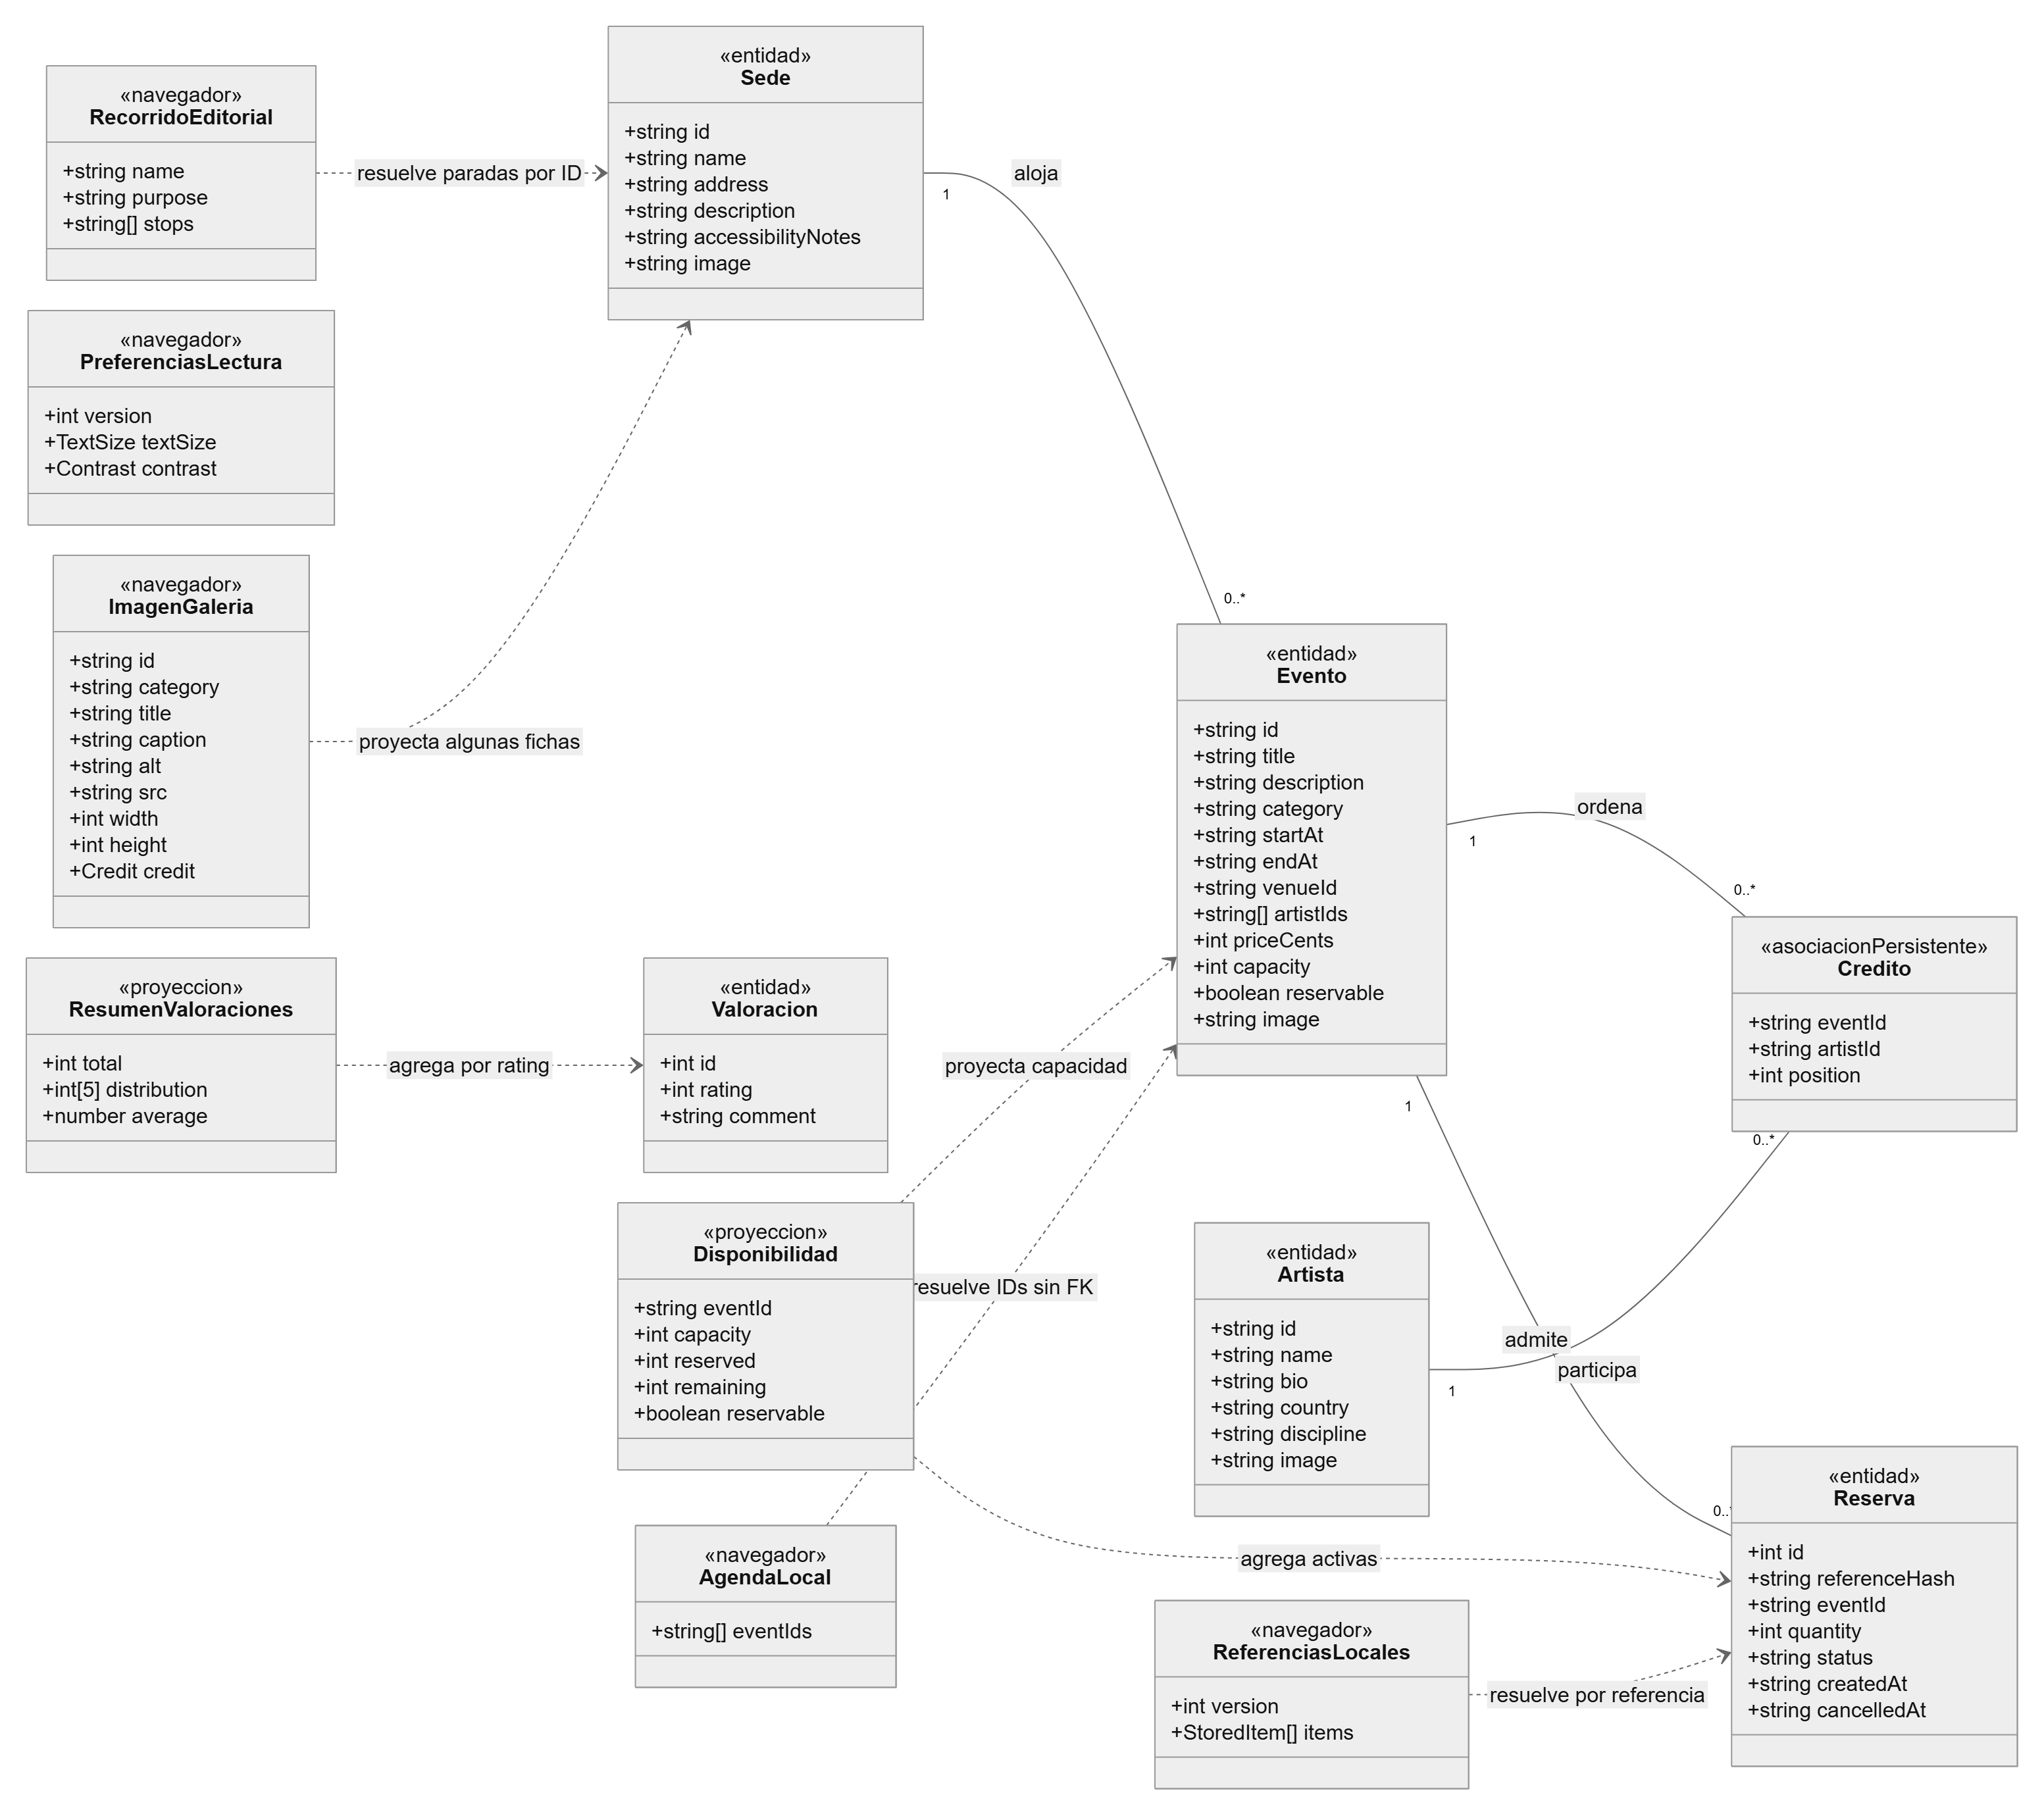 «navegador»
RecorridoEditorial
+string name
+string purpose
+string[] stops
resuelve paradas por ID
«entidad»
Sede
+string id
+string name
+string address
+string description
+string accessibilityNotes
+string image
1
aloja
0..*
«navegador»
PreferenciasLectura
+int version
+TextSize textSize
+Contrast contrast
«navegador»
ImagenGaleria
+string id
+string category
+string title
+string caption
+string alt
+string src
+int width
+int height
+Credit credit
proyecta algunas fichas
«entidad»
Evento
+string id
+string title
+string description
+string category
+string startAt
+string endAt
+string venueId
+string[] artistIds
+int priceCents
+int capacity
+boolean reservable
+string image
1
ordena
0..*
«asociacionPersistente»
Credito
+string eventId
+string artistId
+int position
0..*
«proyeccion»
ResumenValoraciones
+int total
+int[5] distribution
+number average
agrega por rating
«entidad»
Valoracion
+int id
+int rating
+string comment
proyecta capacidad
1
«proyeccion»
Disponibilidad
+string eventId
+int capacity
+int reserved
+int remaining
+boolean reservable
resuelve IDs sin FK
«entidad»
Artista
+string id
+string name
+string bio
+string country
+string discipline
+string image
1
admite
participa
«navegador»
AgendaLocal
+string[] eventIds
agrega activas
0..
«entidad»
Reserva
+int id
+string referenceHash
+string eventId
+int quantity
+string status
+string createdAt
+string cancelledAt
«navegador»
ReferenciasLocales
+int version
+StoredItem[] items
resuelve por referencia